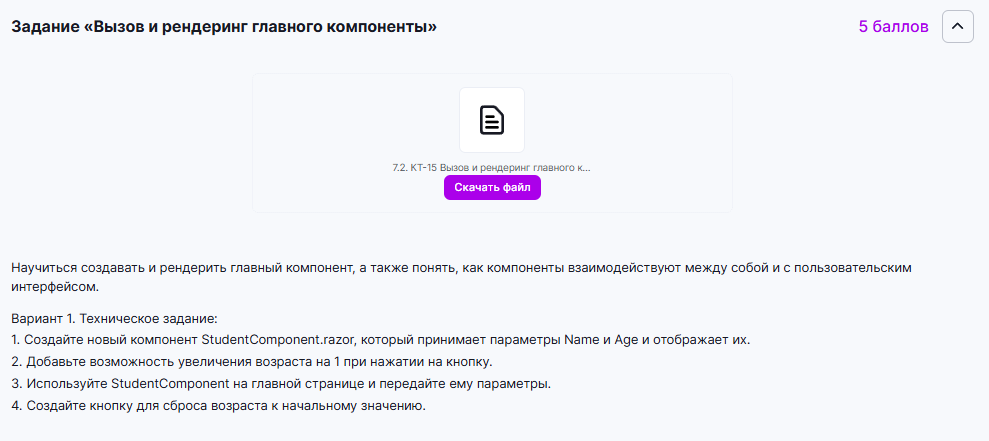 Задание «Вызов и рендеринг главного компоненты»
5 баллов
7.2. КТ-15 Вызов и рендеринг главного к...
Скачать файл
Научиться создавать и рендерить главный компонент, а также понять, как компоненты взаимодействуют между собой и с пользовательским
интерфейсом.
Вариант 1. Техническое задание:
1. Создайте новый компонент StudentComponent.razor, который принимает параметры Name и Age и отображает их.
2. Добавьте возможность увеличения возраста на 1 при нажатии на кнопку.
3. Используйте StudentComponent на главной странице и передайте ему параметры.
4. Создайте кнопку для сброса возраста к начальному значению.